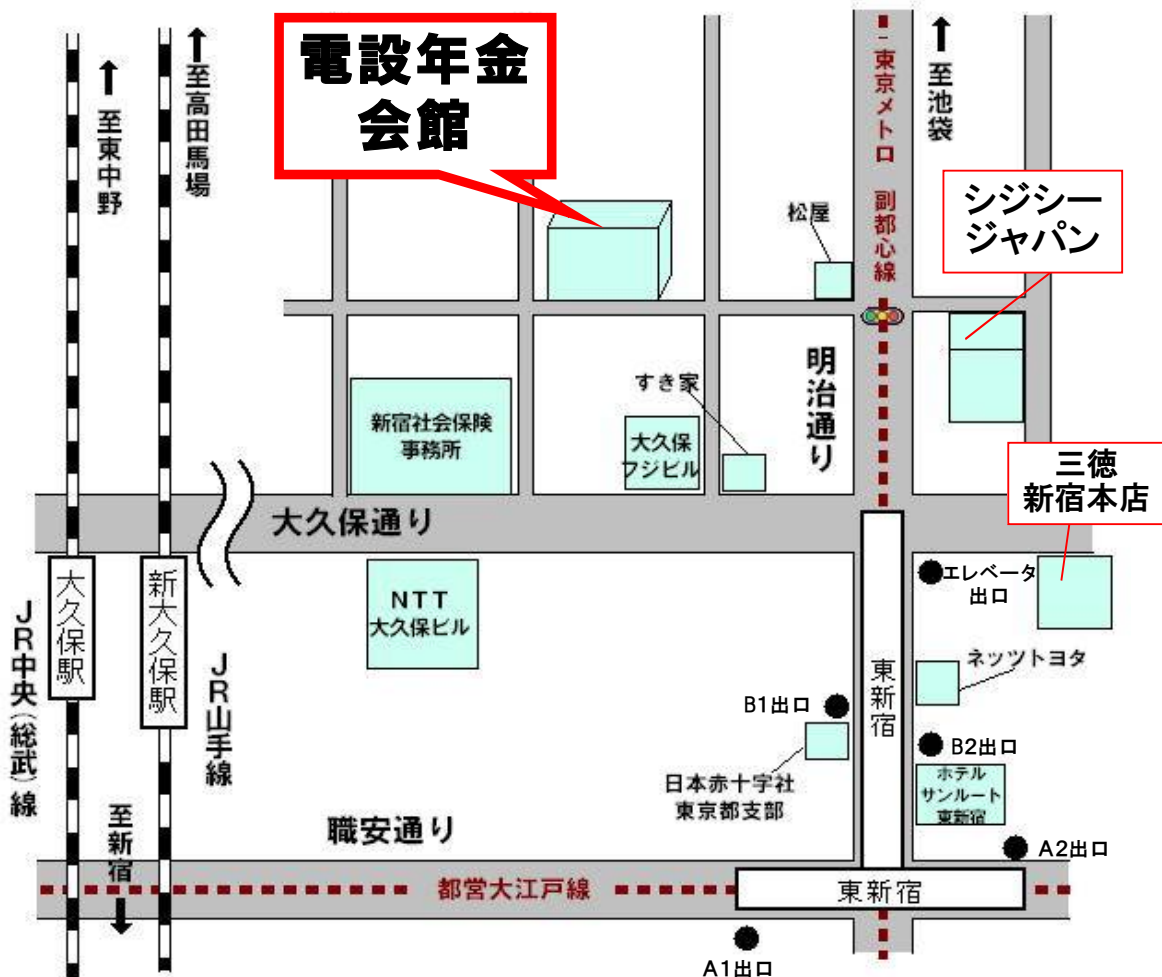 電設年金
会館
至東中野
至高田馬場
東京メトロ 副都心線
至池袋
シジシー
ジャパン
松屋
明治通り
すき家
新宿社会保険
事務所
大久保
フジビル
三徳
新宿本店
大久保通り
エレベータ
出口
大久保駅
新大久保駅
NTT
大久保ビル
JR中央(総武)線
JR山手線
東新宿
ネッツトヨタ
B1出口
B2出口
日本赤十字社
東京都支部
ホテル
サンルート
東新宿
至新宿
職安通り
A2出口
都営大江戸線
東新宿
A1出口